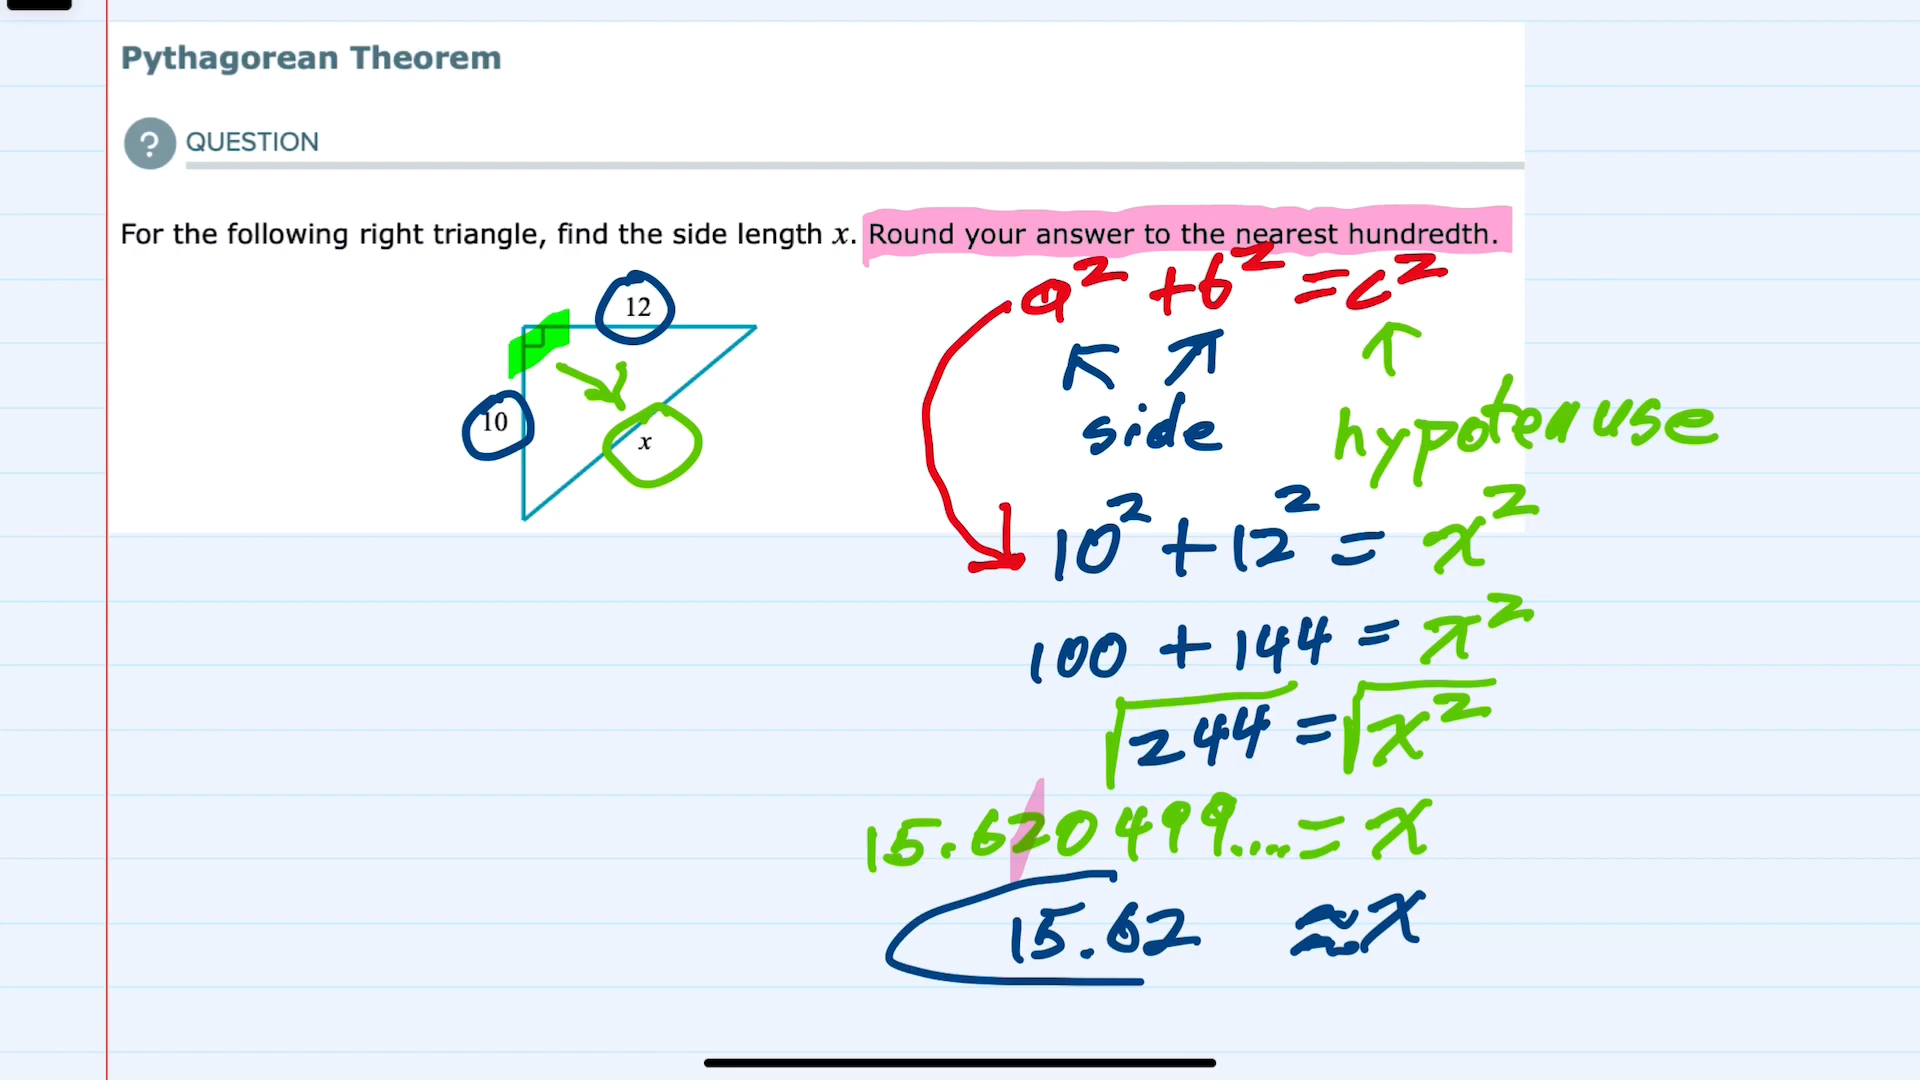 Pythagorean Theorem
? QUESTION
For the following right triangle, find the side length x. Round your answer to the nearest hundredth.
12
10
x
a² + b² = c²
side
hypotenuse
10² + 12² = x²
100 + 144 = x²
√244 = √x²
15.620499.... = x
15.62 ≈ x